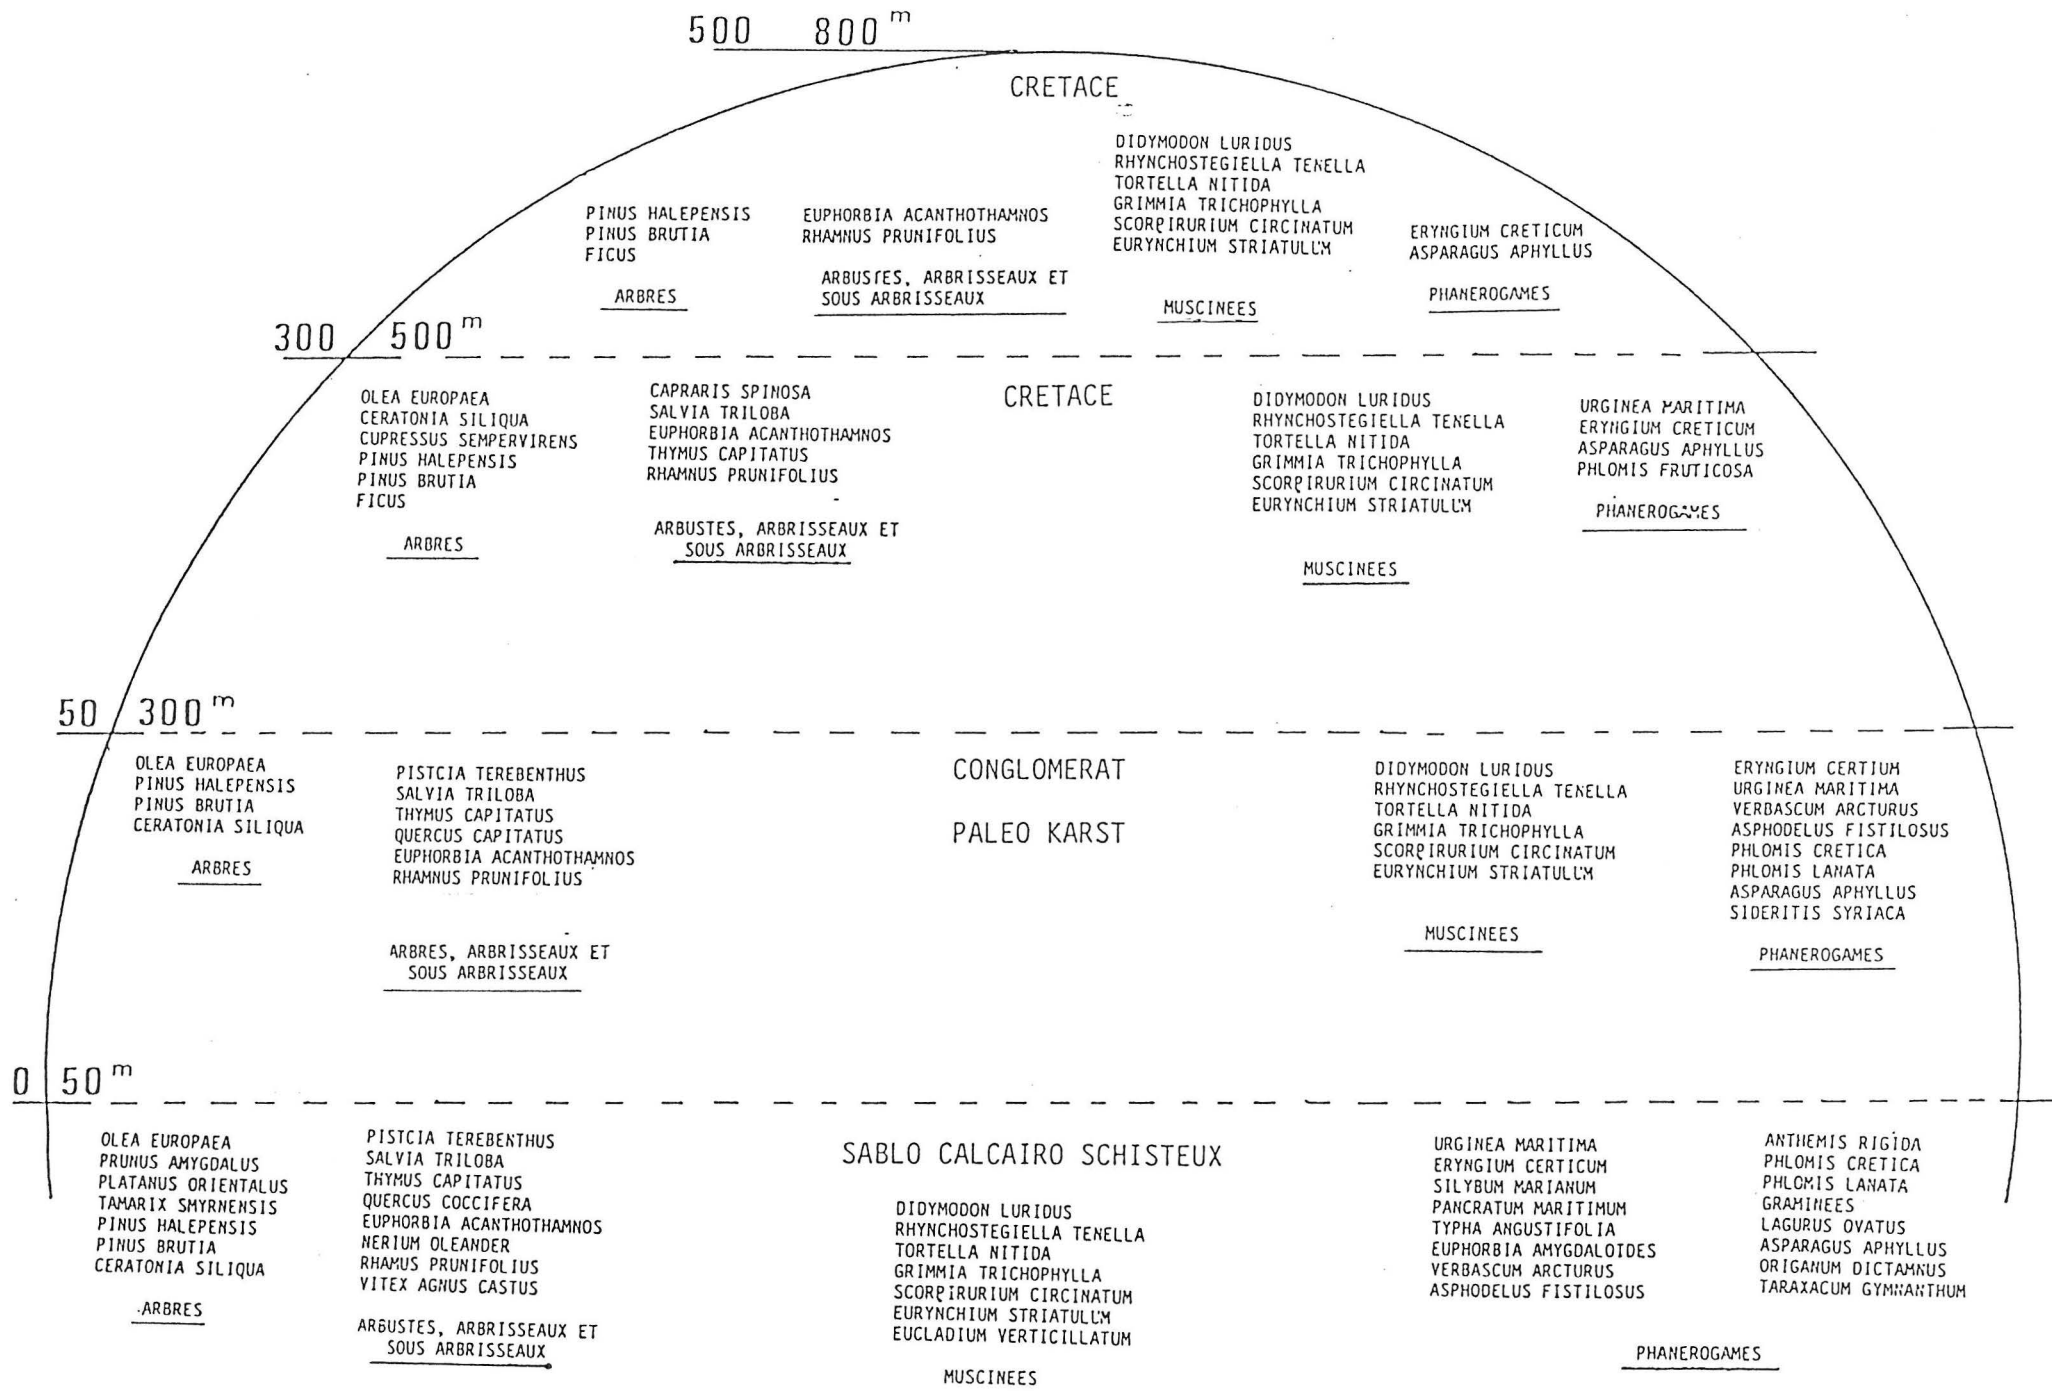 500 800 m
CRETACE
PINUS HALEPENSIS
PINUS BRUTIA
FICUS
ARBRES
EUPHORBIA ACANTHOTHAMNOS
RHAMNUS PRUNIFOLIUS
ARBUSTES, ARBRISSEAUX ET
SOUS ARBRISSEAUX
DIDYMODON LURIDUS
RHYNCHOSTEGIELLA TENELLA
TORTELLA NITIDA
GRIMMIA TRICHOPHYLLA
SCORPIRURIUM CIRCINATUM
EURYNCHIUM STRIATULUM
MUSCINEES
ERYNGIUM CRETICUM
ASPARAGUS APHYLLUS
PHANEROGAMES
300 500 m
OLEA EUROPAEA
CERATONIA SILIQUA
CUPRESSUS SEMPERVIRENS
PINUS HALEPENSIS
PINUS BRUTIA
FICUS
ARBRES
CAPRARIS SPINOSA
SALVIA TRILOBA
EUPHORBIA ACANTHOTHAMNOS
THYMUS CAPITATUS
RHAMNUS PRUNIFOLIUS
ARBUSTES, ARBRISSEAUX ET
SOUS ARBRISSEAUX
CRETACE
DIDYMODON LURIDUS
RHYNCHOSTEGIELLA TENELLA
TORTELLA NITIDA
GRIMMIA TRICHOPHYLLA
SCORPIRURIUM CIRCINATUM
EURYNCHIUM STRIATULUM
MUSCINEES
URGINEA MARITIMA
ERYNGIUM CRETICUM
ASPARAGUS APHYLLUS
PHLOMIS FRUTICOSA
PHANEROGAMES
50 300 m
OLEA EUROPAEA
PINUS HALEPENSIS
PINUS BRUTIA
CERATONIA SILIQUA
ARBRES
PISTCIA TEREBENTHUS
SALVIA TRILOBA
THYMUS CAPITATUS
QUERCUS CAPITATUS
EUPHORBIA ACANTHOTHAMNOS
RHAMNUS PRUNIFOLIUS
ARBRES, ARBRISSEAUX ET
SOUS ARBRISSEAUX
CONGLOMERAT
PALEO KARST
DIDYMODON LURIDUS
RHYNCHOSTEGIELLA TENELLA
TORTELLA NITIDA
GRIMMIA TRICHOPHYLLA
SCORPIRURIUM CIRCINATUM
EURYNCHIUM STRIATULUM
MUSCINEES
ERYNGIUM CERTIUM
URGINEA MARITIMA
VERBASCUM ARCTURUS
ASPHODELUS FISTILOSUS
PHLOMIS CRETICA
PHLOMIS LANATA
ASPARAGUS APHYLLUS
SIDERITIS SYRIACA
PHANEROGAMES
0 50 m
OLEA EUROPAEA
PRUNUS AMYGDALUS
PLATANUS ORIENTALUS
TAMARIX SMYRNENSIS
PINUS HALEPENSIS
PINUS BRUTIA
CERATONIA SILIQUA
ARBRES
PISTCIA TEREBENTHUS
SALVIA TRILOBA
THYMUS CAPITATUS
QUERCUS COCCIFERA
EUPHORBIA ACANTHOTHAMNOS
NERIUM OLEANDER
RHAMUS PRUNIFOLIUS
VITEX AGNUS CASTUS
ARBUSTES, ARBRISSEAUX ET
SOUS ARBRISSEAUX
SABLO CALCAIRO SCHISTEUX
DIDYMODON LURIDUS
RHYNCHOSTEGIELLA TENELLA
TORTELLA NITIDA
GRIMMIA TRICHOPHYLLA
SCORPIRURIUM CIRCINATUM
EURYNCHIUM STRIATULUM
EUCLADIUM VERTICILLATUM
MUSCINEES
URGINEA MARITIMA
ERYNGIUM CERTICUM
SILYBUM MARIANUM
PANCRATUM MARITIMUM
TYPHA ANGUSTIFOLIA
EUPHORBIA AMYGDALOIDES
VERBASCUM ARCTURUS
ASPHODELUS FISTILOSUS
ANTHEMIS RIGIDA
PHLOMIS CRETICA
PHLOMIS LANATA
GRAMINEES
LAGURUS OVATUS
ASPARAGUS APHYLLUS
ORIGANUM DICTAMNUS
TARAXACUM GYMNANTHUM
PHANEROGAMES